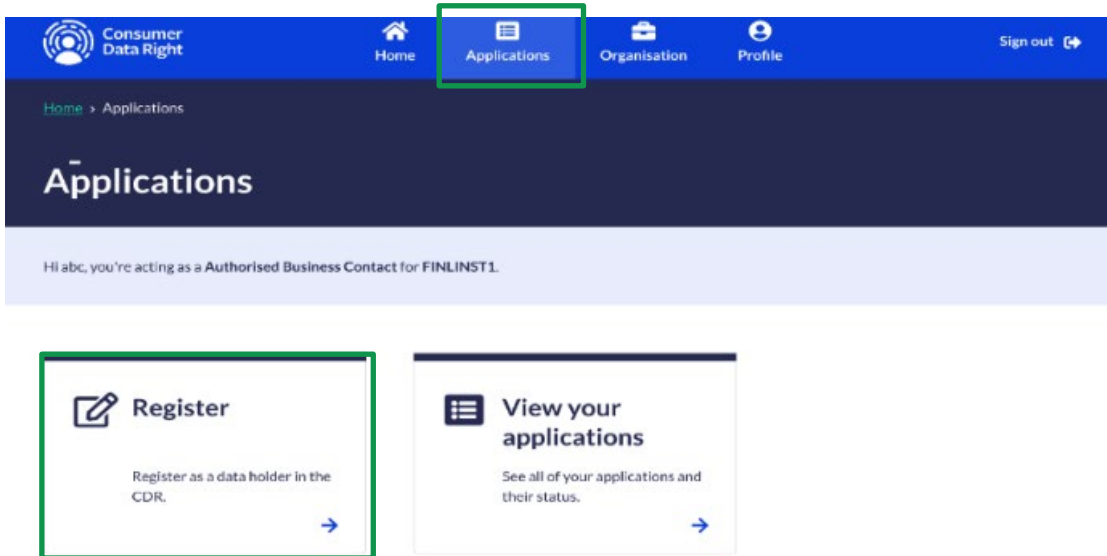 Consumer
Data Right
Home
Applications
Organisation
Profile
Sign out
Home › Applications
Applications
Hi abc, you're acting as a Authorised Business Contact for FINLINST1.
Register
Register as a data holder in the
CDR.
View your
applications
See all of your applications and
their status.